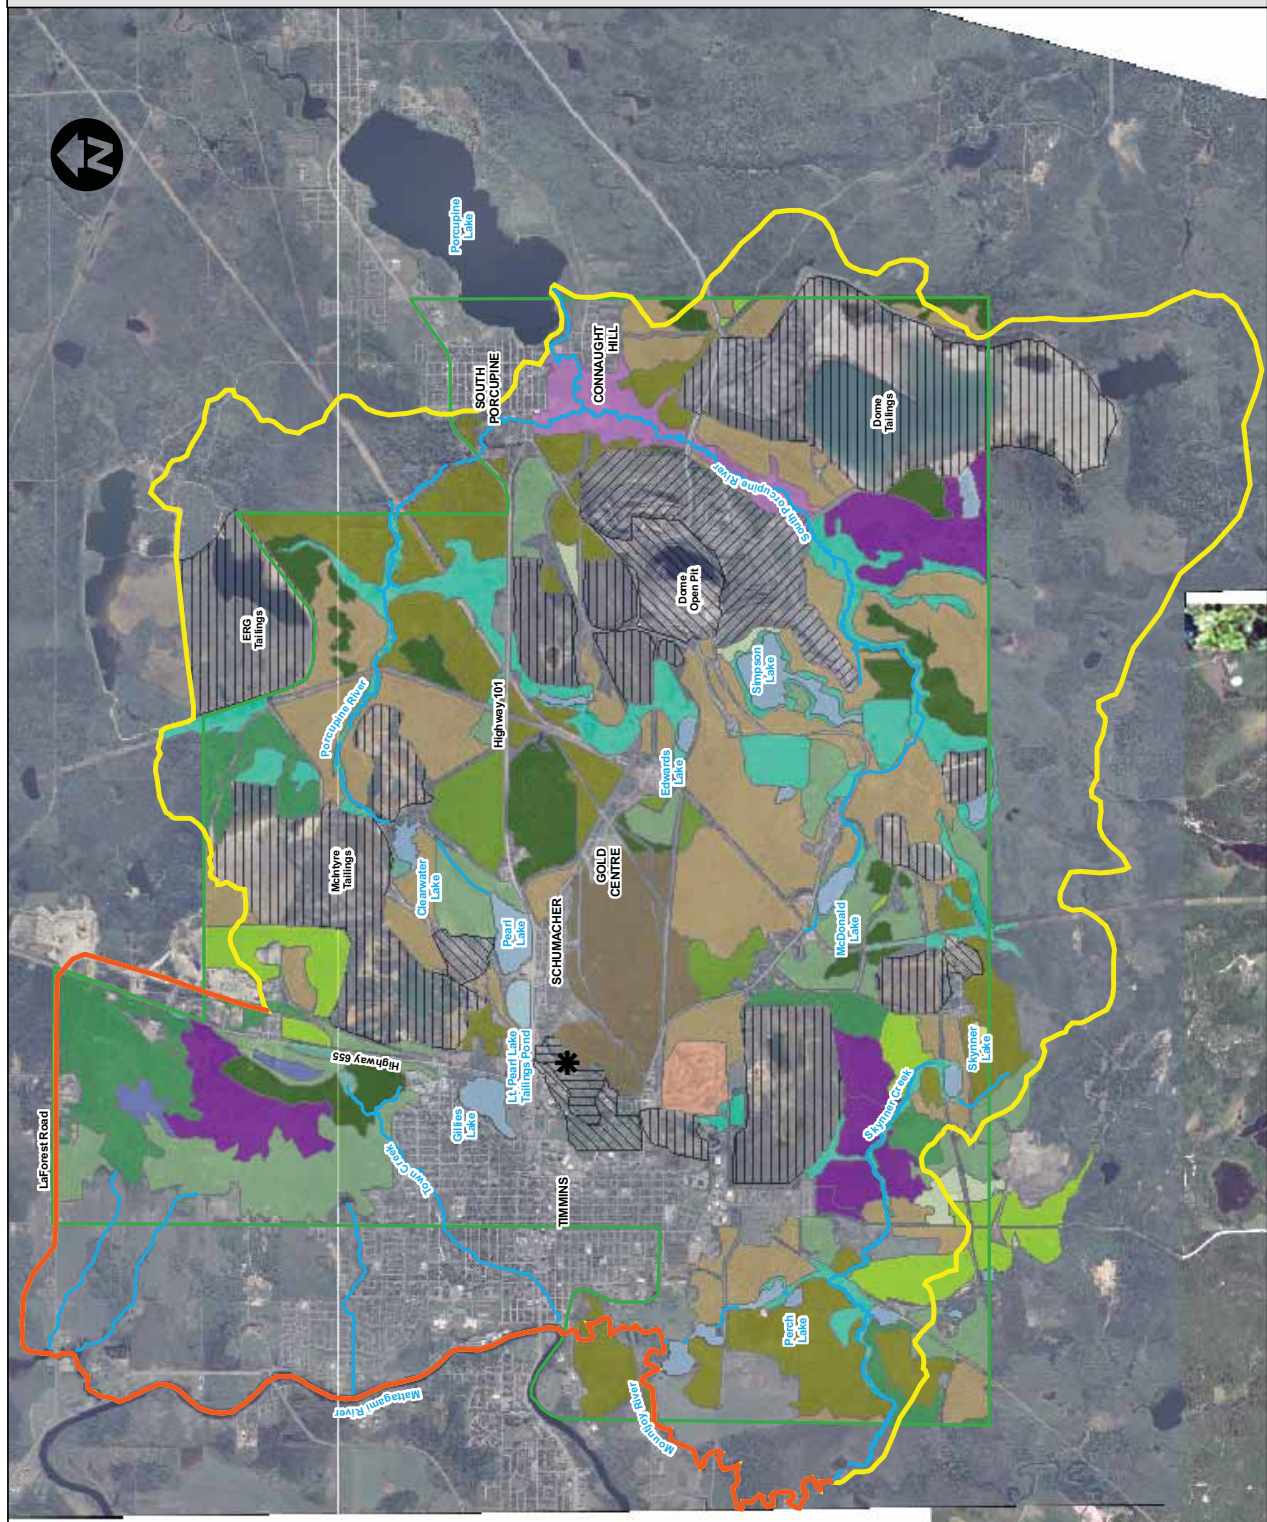 N
Porcupine
Lake
SOUTH
PORCUPINE
CONNAUGHT
HILL
Dome
Tailings
South Porcupine River
ERG
Tailings
Dome
Open Pit
Simpson
Lake
Porcupine River
Highway 101
Edwards
Lake
McIntyre
Tailings
Clearwater
Lake
GOLD
CENTRE
Pearl
Lake
SCHUMACHER
McDonald
Lake
Lt. Pearl Lake
Tailings Pond
Highway 655
Gillies
Lake
Skynner
Lake
Skynner Creek
LaForest Road
Town Creek
TIMMINS
Perch
Lake
Mattagami River
Mountjoy River